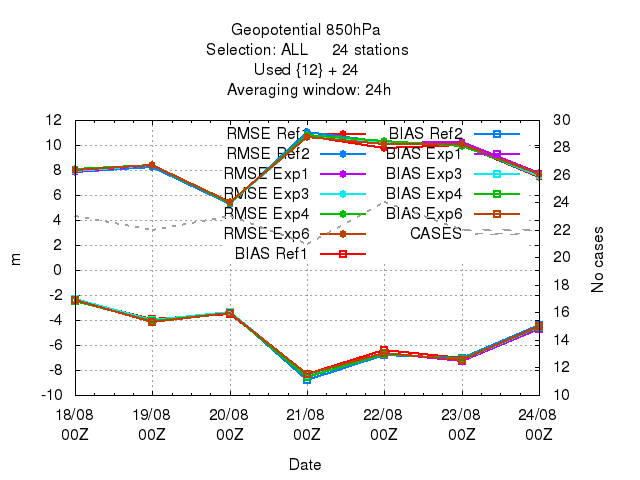 Geopotential 850hPa
Selection: ALL 24 stations
Used {12} + 24
Averaging window: 24h
12
10
8
6
4
2
0
-2
-4
-6
-8
-10
m
30
28
26
24
22
20
18
16
14
12
10
No cases
RMSE Ref1
RMSE Ref2
RMSE Exp1
RMSE Exp3
RMSE Exp4
RMSE Exp6
BIAS Ref1
BIAS Ref2
BIAS Exp1
BIAS Exp3
BIAS Exp4
BIAS Exp6
CASES
18/08 19/08 20/08 21/08 22/08 23/08 24/08
00Z 00Z 00Z 00Z 00Z 00Z 00Z
Date